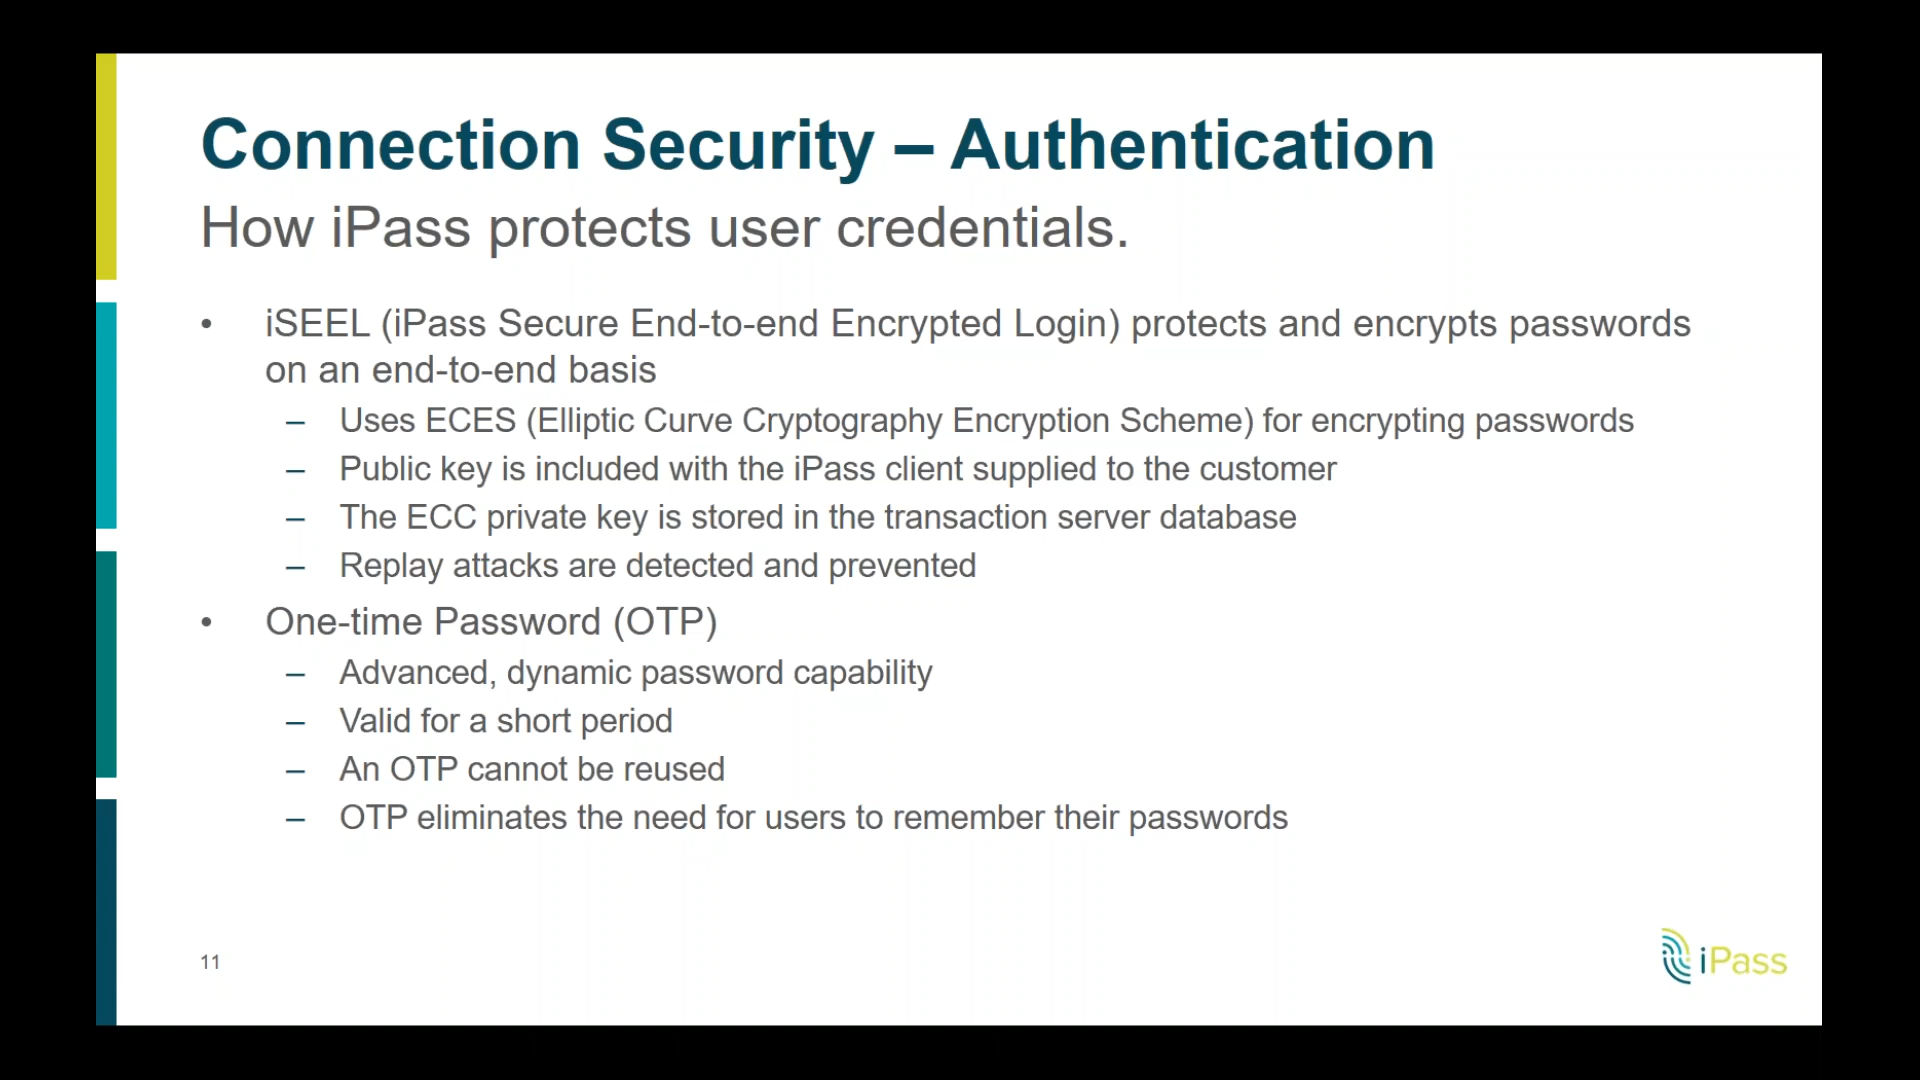 Connection Security – Authentication
How iPass protects user credentials.
• iSEEL (iPass Secure End-to-end Encrypted Login) protects and encrypts passwords
on an end-to-end basis
– Uses ECES (Elliptic Curve Cryptography Encryption Scheme) for encrypting passwords
– Public key is included with the iPass client supplied to the customer
– The ECC private key is stored in the transaction server database
– Replay attacks are detected and prevented
• One-time Password (OTP)
– Advanced, dynamic password capability
– Valid for a short period
– An OTP cannot be reused
– OTP eliminates the need for users to remember their passwords
11
iPass